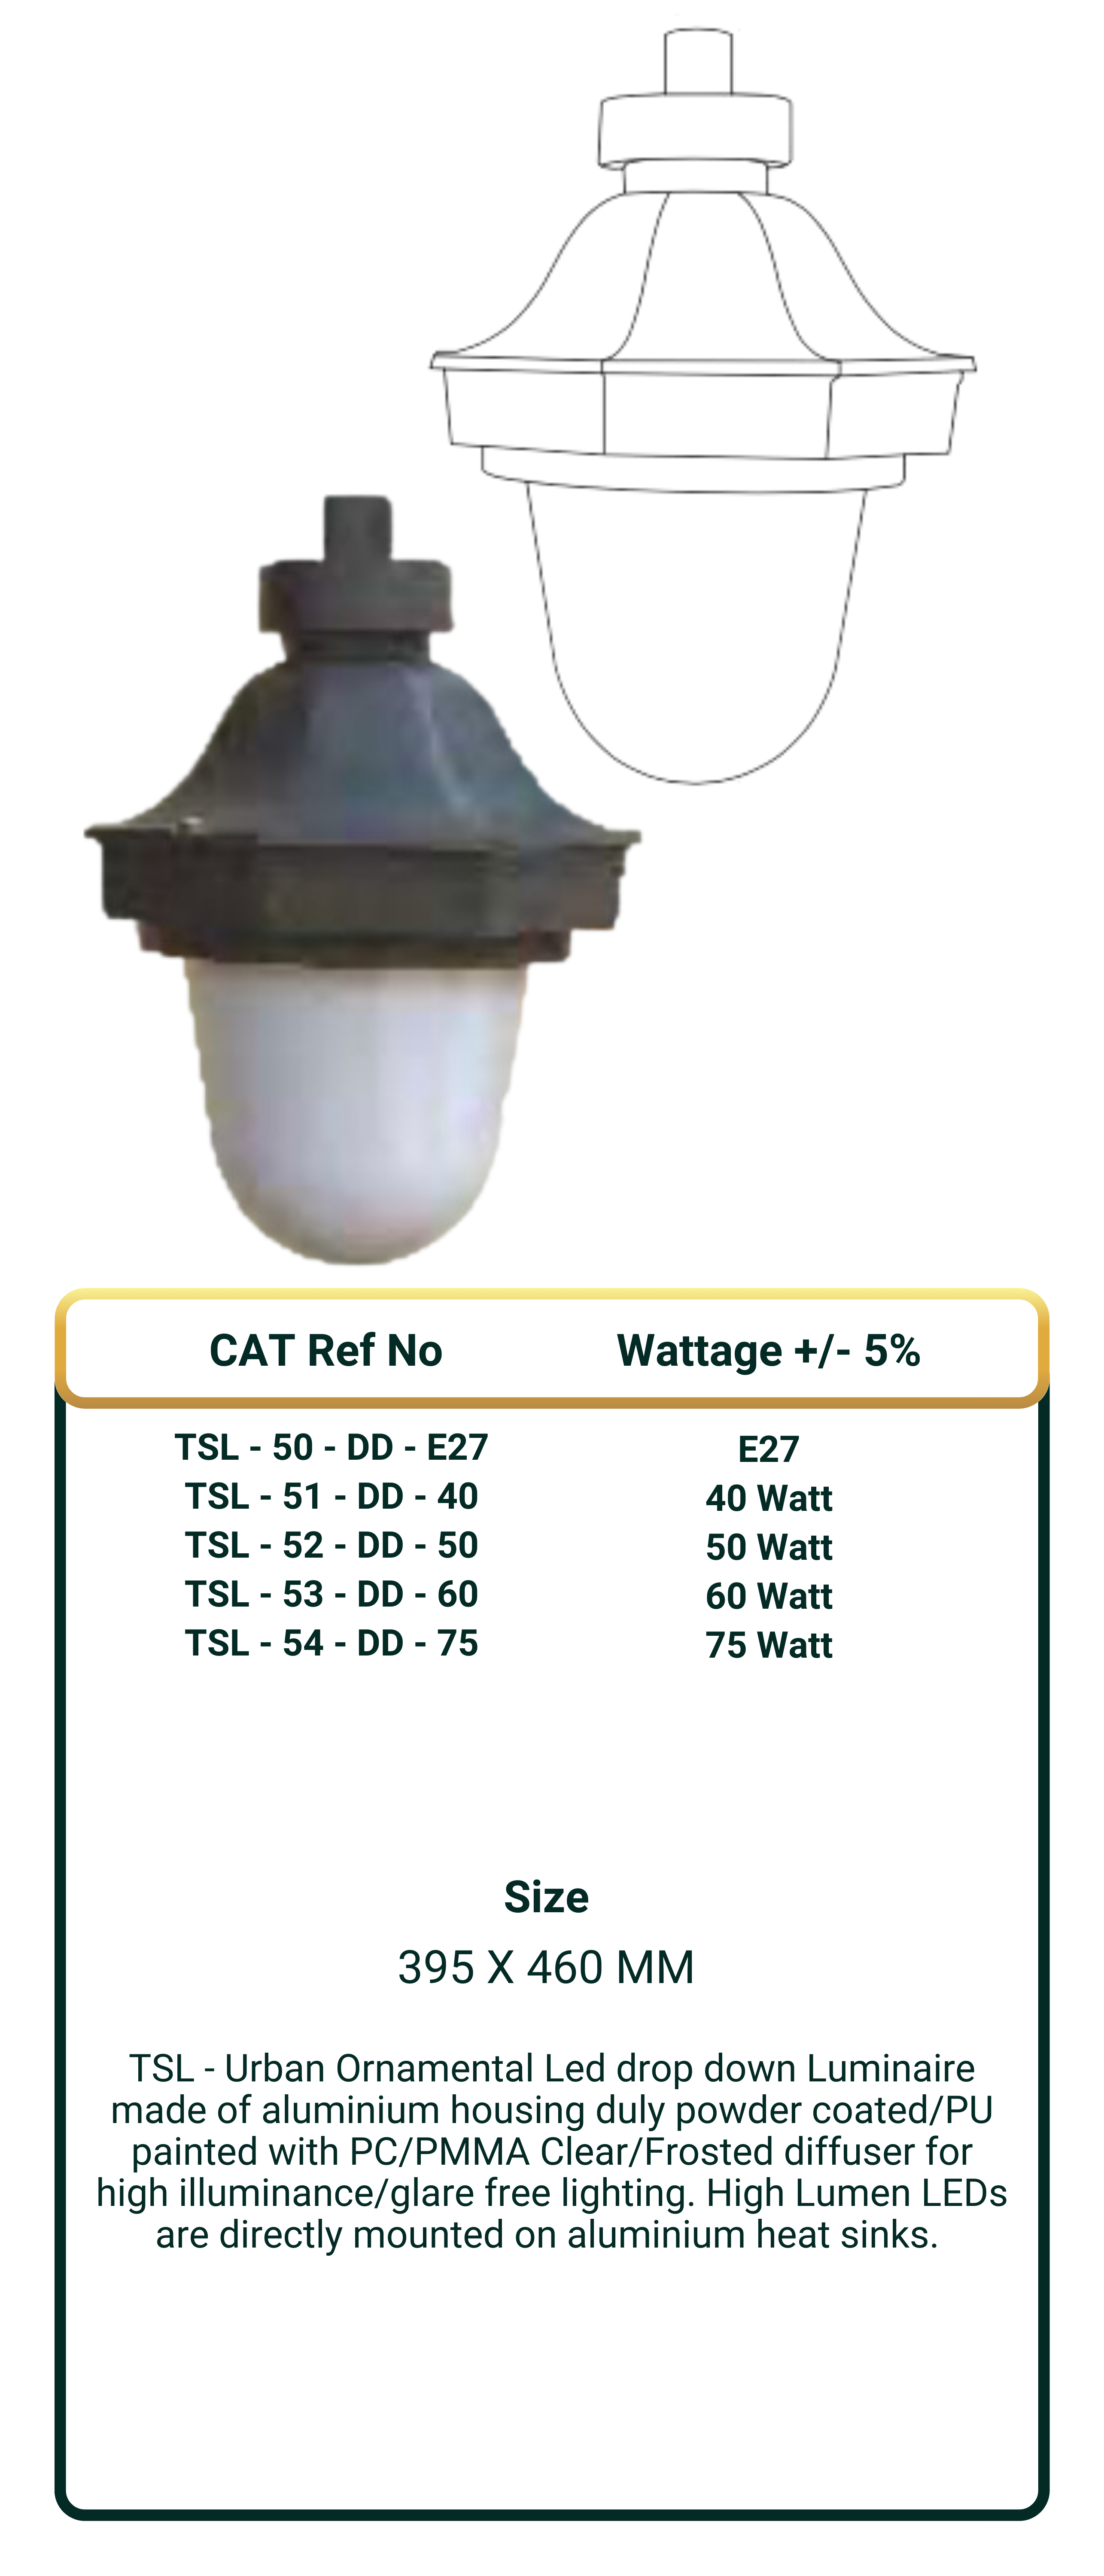 CAT Ref No Wattage +/- 5%
TSL - 50 - DD - E27 E27
TSL - 51 - DD - 40 40 Watt
TSL - 52 - DD - 50 50 Watt
TSL - 53 - DD - 60 60 Watt
TSL - 54 - DD - 75 75 Watt
Size
395 X 460 MM
TSL - Urban Ornamental Led drop down Luminaire
made of aluminium housing duly powder coated/PU
painted with PC/PMMA Clear/Frosted diffuser for
high illuminance/glare free lighting. High Lumen LEDs
are directly mounted on aluminium heat sinks.